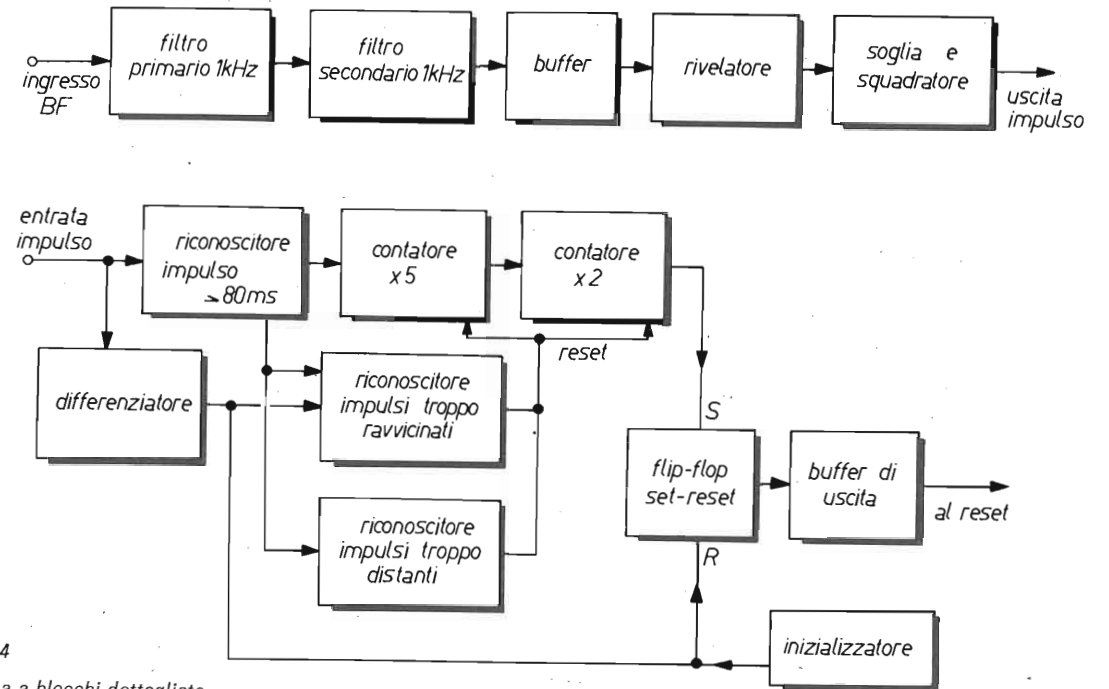 filtro
primario 1kHz
filtro
secondario 1kHz
buffer
rivelatore
soglia e
squadratore
ingresso
BF
uscita
impulso
entrata
impulso
riconoscitore
impulso
≥80ms
contatore
x5
contatore
x2
reset
differenziatore
riconoscitore
impulsi troppo
ravvicinati
riconoscitore
impulsi troppo
distanti
S
flip-flop
set-reset
R
buffer di
uscita
al reset
inizializzatore
4
a a blocchi